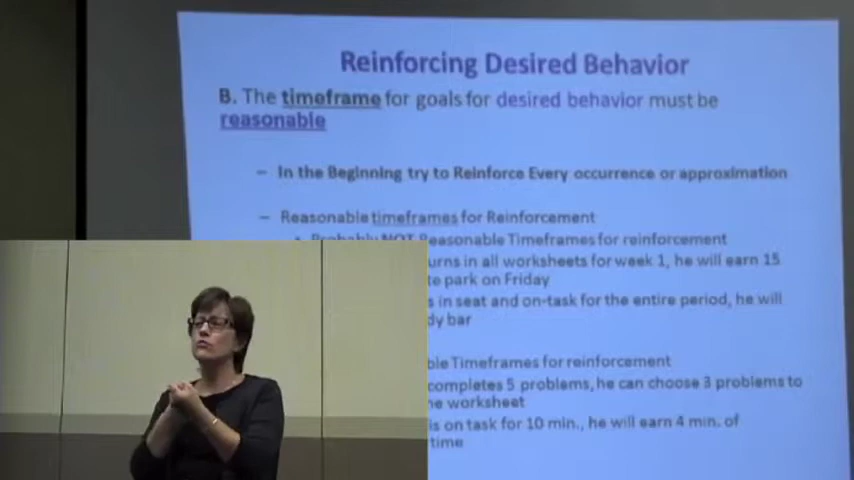 Reinforcing Desired Behavior
B. The timeframe for goals for desired behavior must be
reasonable
– In the Beginning try to Reinforce Every occurrence or approximation
– Reasonable timeframes for Reinforcement
• Probably NOT Reasonable Timeframes for reinforcement
urns in all worksheets for week 1, he will earn 15
te park on Friday
s in seat and on-task for the entire period, he will
dy bar
ble Timeframes for reinforcement
completes 5 problems, he can choose 3 problems to
he worksheet
is on task for 10 min., he will earn 4 min. of
time